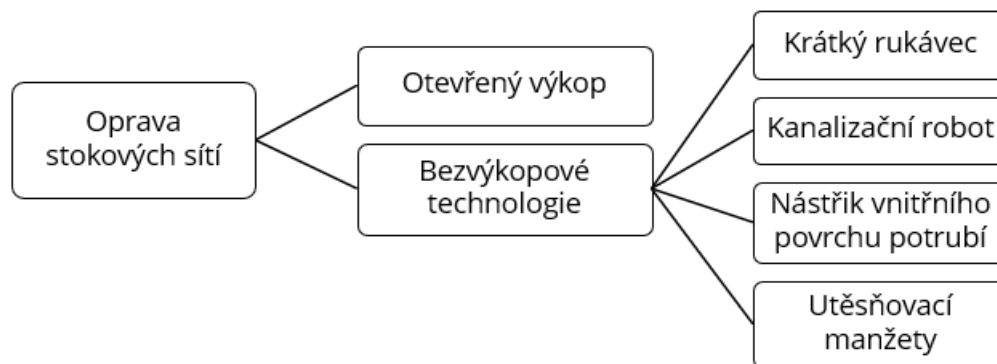 Oprava
stokových sítí
Otevřený výkop
Bezvýkopové
technologie
Krátký rukávec
Kanalizační robot
Nástřik vnitřního
povrchu potrubí
Utěsňovací
manžety